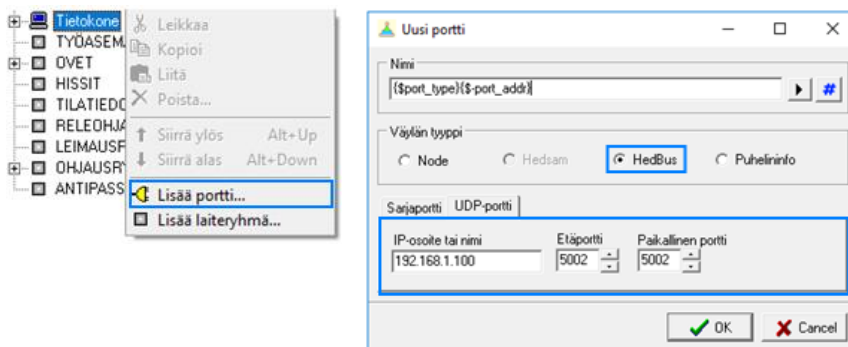 Tietokone
TYÖASEM
OVET
HISSIT
TILATIEDO
RELEOHJA
LEIMAUSF
OHJAUSRY
ANTIPASS
Leikkaa
Kopioi
Liitä
Poista...
Siirrä ylös Alt+Up
Siirrä alas Alt+Down
Lisää portti...
Lisää laiteryhmä...
Uusi portti
Nimi
{$port_type}{$-port_addr}
#
Väylän tyyppi
Node Hedsam HedBus Puhelininfo
Sarjaportti UDP-portti
IP-osoite tai nimi Etäportti Paikallinen portti
192.168.1.100 5002 5002
OK Cancel